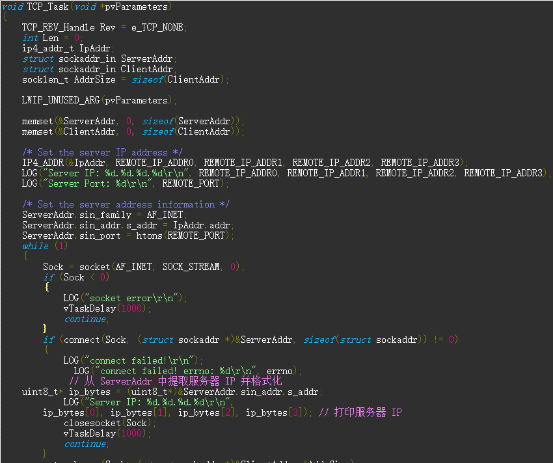 void TCP_Task(void *pvParameters)
{
TCP_REV_Handle Rev = e_TCP_NONE;
int Len = 0;
ip4_addr_t IpAddr;
struct sockaddr_in ServerAddr;
struct sockaddr_in ClientAddr;
socklen_t AddrSize = sizeof(ClientAddr);
LWIP_UNUSED_ARG(pvParameters);
memset(&ServerAddr, 0, sizeof(ServerAddr));
memset(&ClientAddr, 0, sizeof(ClientAddr));
/* Set the server IP address */
IP4_ADDR(&IpAddr, REMOTE_IP_ADDR0, REMOTE_IP_ADDR1, REMOTE_IP_ADDR2, REMOTE_IP_ADDR3);
LOG("Server IP: %d.%d.%d.%d\r\n", REMOTE_IP_ADDR0, REMOTE_IP_ADDR1, REMOTE_IP_ADDR2, REMOTE_IP_ADDR3)
LOG("Server Port: %d\r\n", REMOTE_PORT);
/* Set the server address information */
ServerAddr.sin_family = AF_INET;
ServerAddr.sin_addr.s_addr = IpAddr.addr;
ServerAddr.sin_port = htons(REMOTE_PORT);
while (1)
{
Sock = socket(AF_INET, SOCK_STREAM, 0);
if (Sock < 0)
{
LOG("socket error\r\n");
vTaskDelay(1000);
continue;
}
if (connect(Sock, (struct sockaddr *)&ServerAddr, sizeof(struct sockaddr)) != 0)
{
LOG("connect failed!\r\n");
LOG("connect failed! errno: %d\r\n", errno);
// 从 ServerAddr 中提取服务器 IP 并格式化
uint8_t* ip_bytes = (uint8_t*)&ServerAddr.sin_addr.s_addr;
LOG("Server IP: %d.%d.%d.%d\r\n",
ip_bytes[0], ip_bytes[1], ip_bytes[2], ip_bytes[3]); // 打印服务器 IP
closesocket(Sock);
vTaskDelay(1000);
continue;
}